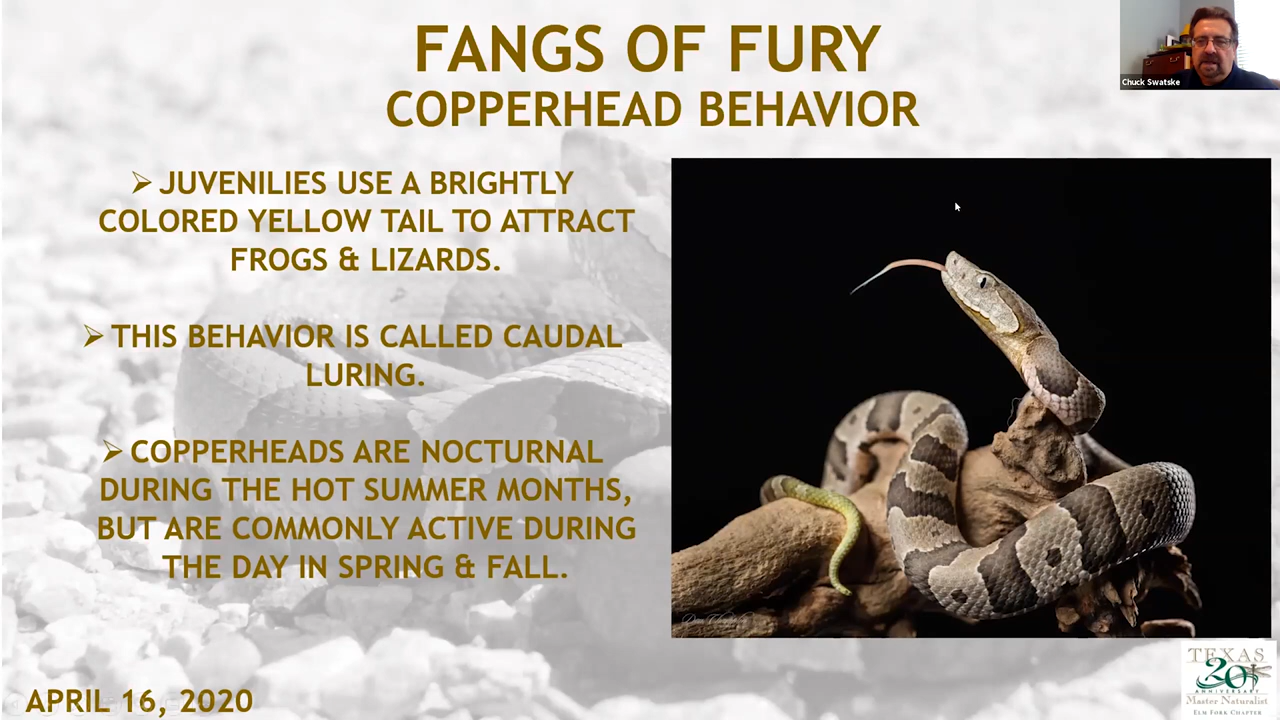 FANGS OF FURY
COPPERHEAD BEHAVIOR
Chuck Swatske
➢ JUVENILIES USE A BRIGHTLY
COLORED YELLOW TAIL TO ATTRACT
FROGS & LIZARDS.
➢ THIS BEHAVIOR IS CALLED CAUDAL
LURING.
➢ COPPERHEADS ARE NOCTURNAL
DURING THE HOT SUMMER MONTHS,
BUT ARE COMMONLY ACTIVE DURING
THE DAY IN SPRING & FALL.
APRIL 16, 2020
TEXAS
20
ANNIVERSARY
Master Naturalist
ELM FORK CHAPTER